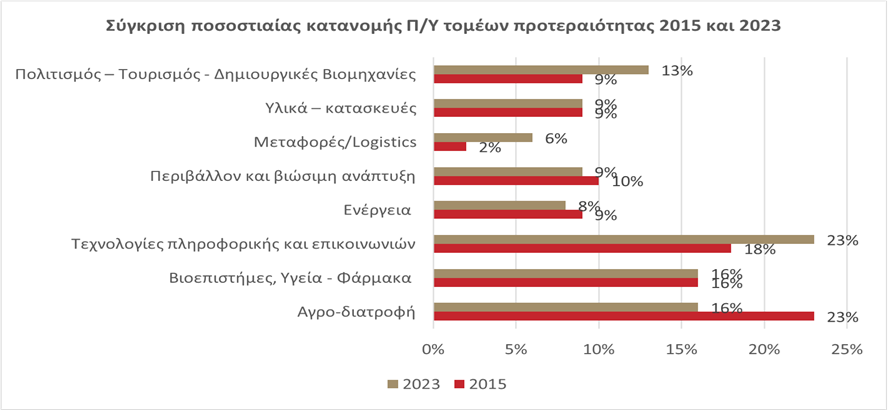 Σύγκριση ποσοστιαίας κατανομής Π/Υ τομέων προτεραιότητας 2015 και 2023
Πολιτισμός – Τουρισμός - Δημιουργικές Βιομηχανίες
13%
9%
Υλικά – κατασκευές
9%
9%
Μεταφορές/Logistics
6%
2%
Περιβάλλον και βιώσιμη ανάπτυξη
9%
10%
Ενέργεια
8%
9%
Τεχνολογίες πληροφορικής και επικοινωνιών
23%
18%
Βιοεπιστήμες, Υγεία - Φάρμακα
16%
16%
Αγρο-διατροφή
16%
23%
0% 5% 10% 15% 20% 25%
2023 2015